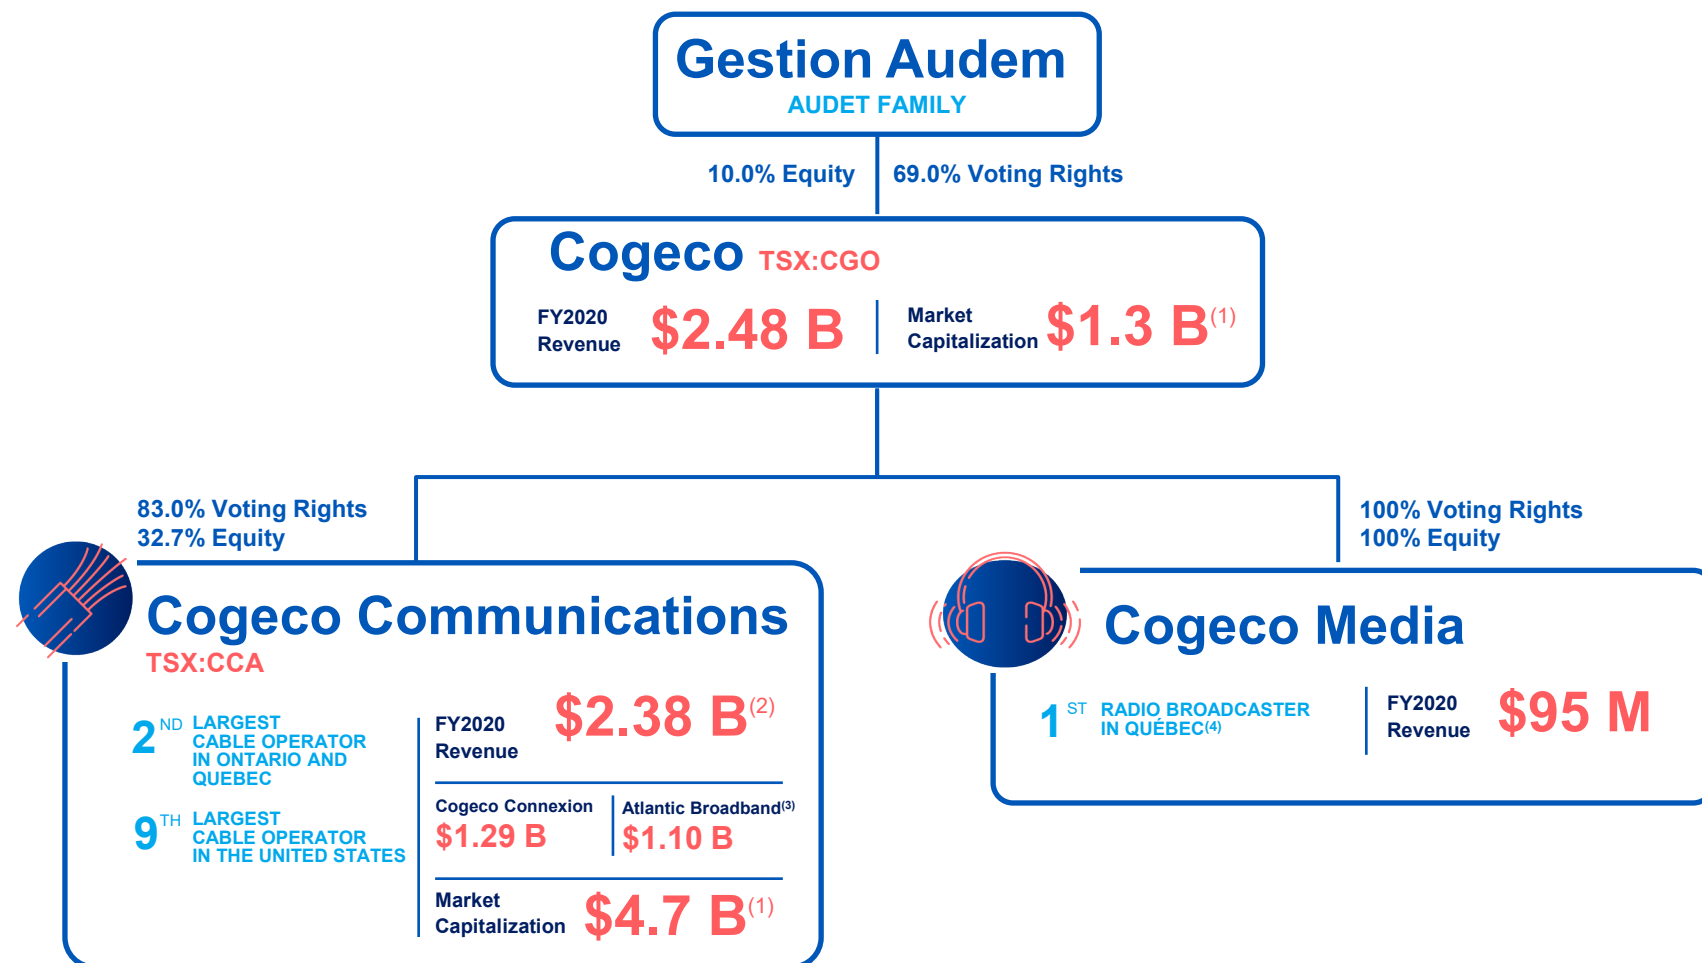 Gestion Audem
AUDET FAMILY
10.0% Equity
69.0% Voting Rights
Cogeco TSX:CGO
FY2020
Revenue
$2.48 B
Market
Capitalization
$1.3 B(1)
83.0% Voting Rights
32.7% Equity
100% Voting Rights
100% Equity
Cogeco Communications
TSX:CCA
2ND LARGEST
CABLE OPERATOR
IN ONTARIO AND
QUEBEC
9TH LARGEST
CABLE OPERATOR
IN THE UNITED STATES
FY2020
Revenue
$2.38 B(2)
Cogeco Connexion
$1.29 B
Atlantic Broadband(3)
$1.10 B
Market
Capitalization
$4.7 B(1)
Cogeco Media
1ST RADIO BROADCASTER
IN QUÉBEC(4)
FY2020
Revenue
$95 M